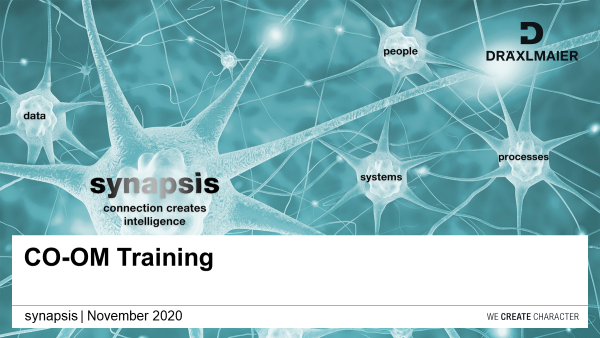 people
DRÄXLMAIER
data
processes
systems
synapsis
connection creates
intelligence
CO-OM Training
synapsis | November 2020
WE CREATE CHARACTER